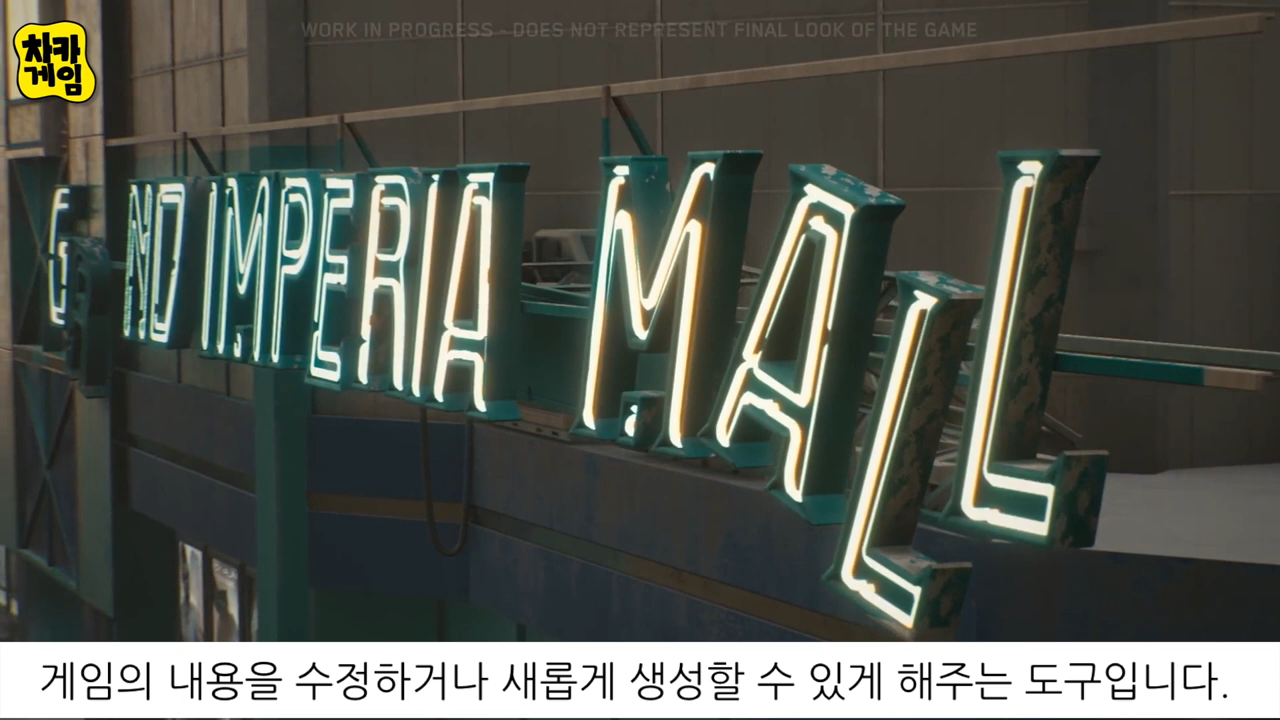 WORK IN PROGRESS - DOES NOT REPRESENT FINAL LOOK OF THE GAME
차카
게임
G ND IMPERIA MALL
게임의 내용을 수정하거나 새롭게 생성할 수 있게 해주는 도구입니다.